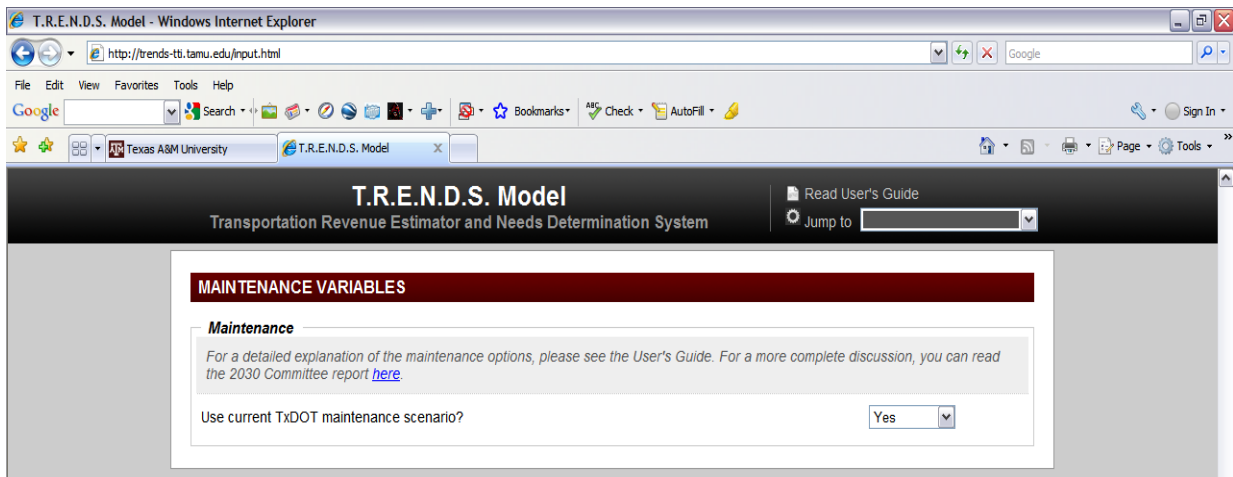 T.R.E.N.D.S. Model - Windows Internet Explorer
http://trends-tti.tamu.edu/input.html
Google
File Edit View Favorites Tools Help
Google Search Bookmarks ABC Check AutoFill Sign In
Texas A&M University T.R.E.N.D.S. Model X Page Tools »
T.R.E.N.D.S. Model
Transportation Revenue Estimator and Needs Determination System
Read User's Guide
Jump to
MAINTENANCE VARIABLES
Maintenance
For a detailed explanation of the maintenance options, please see the User's Guide. For a more complete discussion, you can read
the 2030 Committee report here.
Use current TxDOT maintenance scenario? Yes